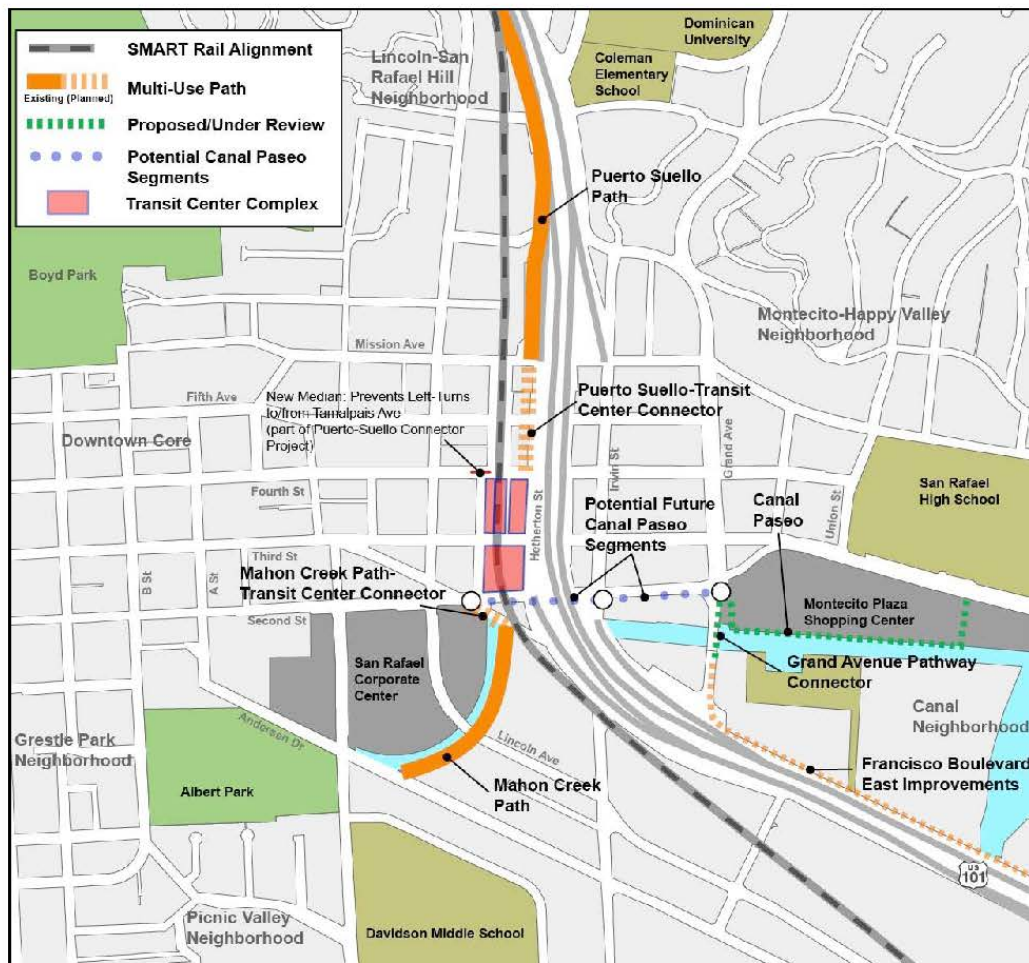 SMART Rail Alignment
Multi-Use Path
Existing (Planned)
Proposed/Under Review
Potential Canal Paseo
Segments
Transit Center Complex
Lincoln-San
Rafael Hill
Neighborhood
Dominican
University
Coleman
Elementary
School
Puerto Suello
Path
Boyd Park
Montecito-Happy Valley
Neighborhood
Mission Ave
Fifth Ave
New Median: Prevents Left-Turns
to/from Tamalpais Ave
(part of Puerto-Suello Connector
Project)
Puerto Suello-Transit
Center Connector
Downtown Core
Irwin St
Grand Ave
Fourth St
Hetherton St
Potential Future
Canal Paseo
Segments
Canal
Paseo
Union St
San Rafael
High School
Third St
B St
A St
Mahon Creek Path-
Transit Center Connector
Second St
Montecito Plaza
Shopping Center
San Rafael
Corporate
Center
Grand Avenue Pathway
Connector
Canal
Neighborhood
Grestle Park
Neighborhood
Andersen Dr
Lincoln Ave
Francisco Boulevard
East Improvements
Albert Park
Mahon Creek
Path
US
101
Picnic Valley
Neighborhood
Davidson Middle School